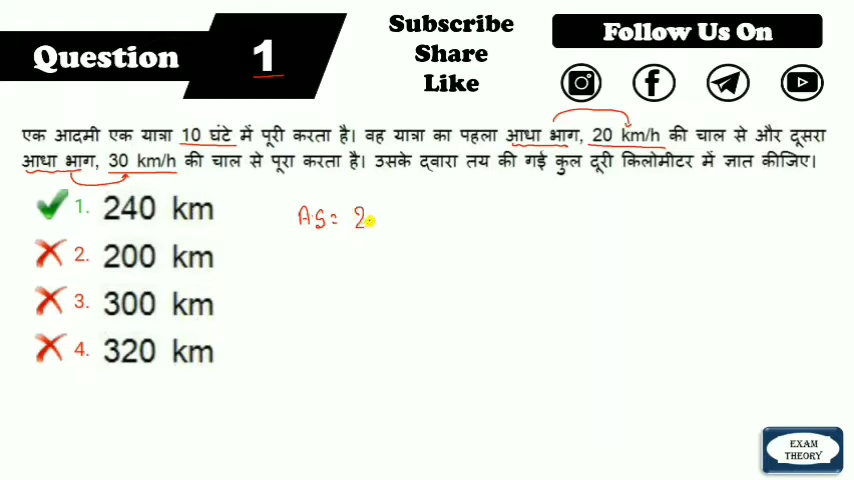 Question 1
Subscribe
Share
Like
Follow Us On
एक आदमी एक यात्रा 10 घंटे में पूरी करता है। वह यात्रा का पहला आधा भाग, 20 km/h की चाल से और दूसरा
आधा भाग, 30 km/h की चाल से पूरा करता है। उसके द्वारा तय की गई कुल दूरी किलोमीटर में ज्ञात कीजिए।
1. 240 km
A.S = 2
2. 200 km
3. 300 km
4. 320 km
EXAM
THEORY